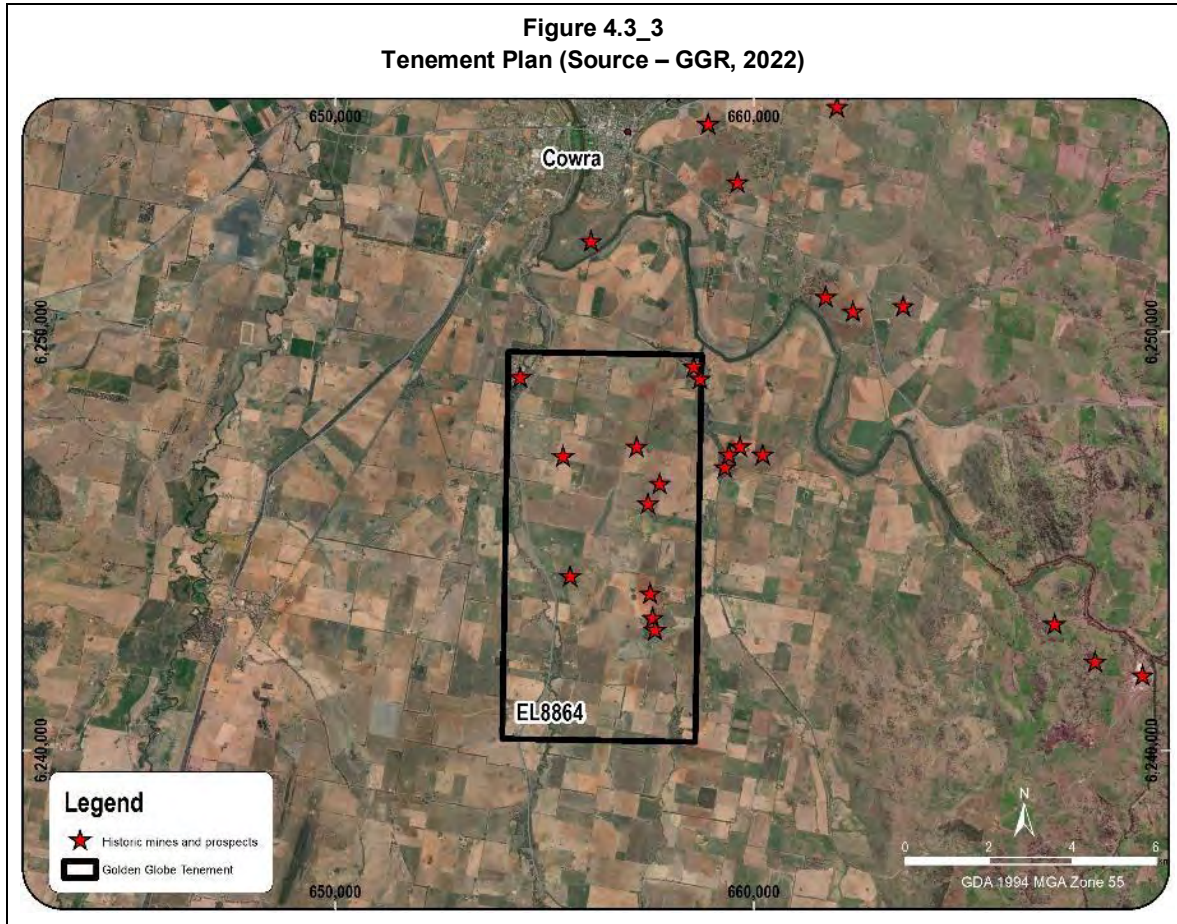 Figure 4.3_3
Tenement Plan (Source – GGR, 2022)
650,000
660,000
Cowra
6,250,000
6,250,000
EL8864
6,240,000
6,240,000
Legend
Historic mines and prospects
Golden Globe Tenement
N
0 2 4 6
km
GDA 1994 MGA Zone 55
650,000
660,000